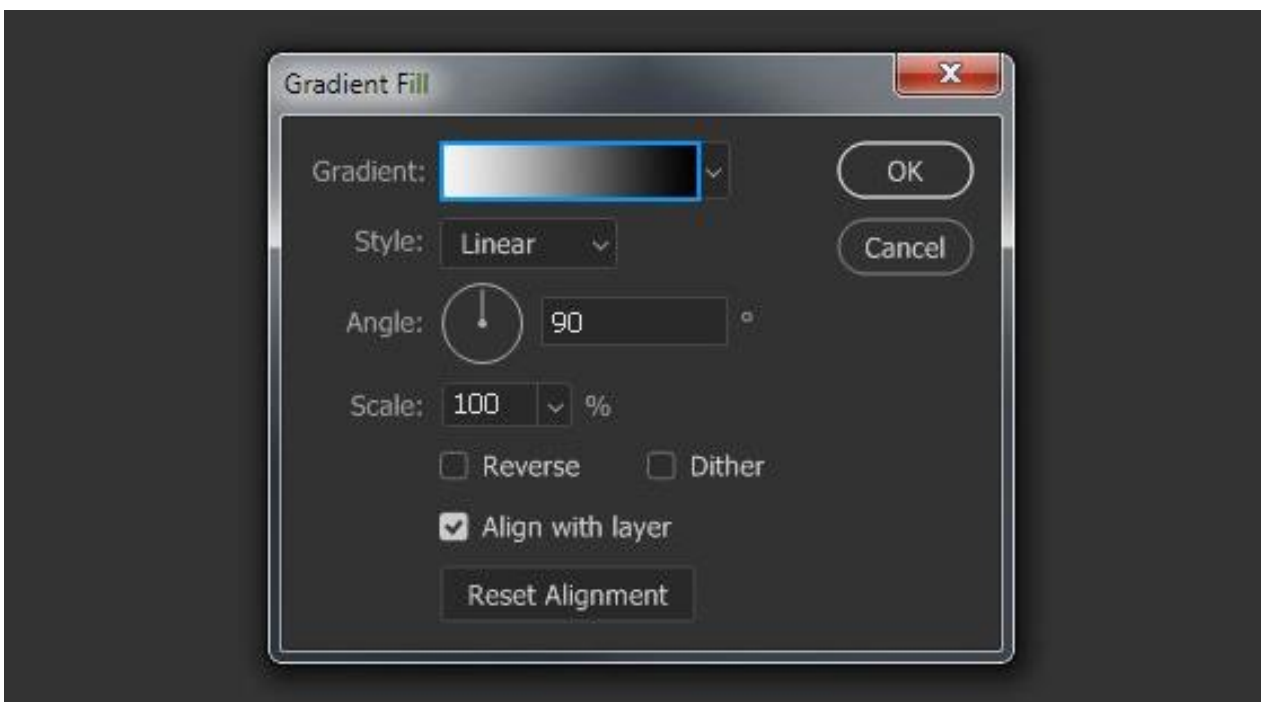 Gradient Fill
Gradient:
OK
Style: Linear
Cancel
Angle: 90 °
Scale: 100 %
Reverse Dither
Align with layer
Reset Alignment